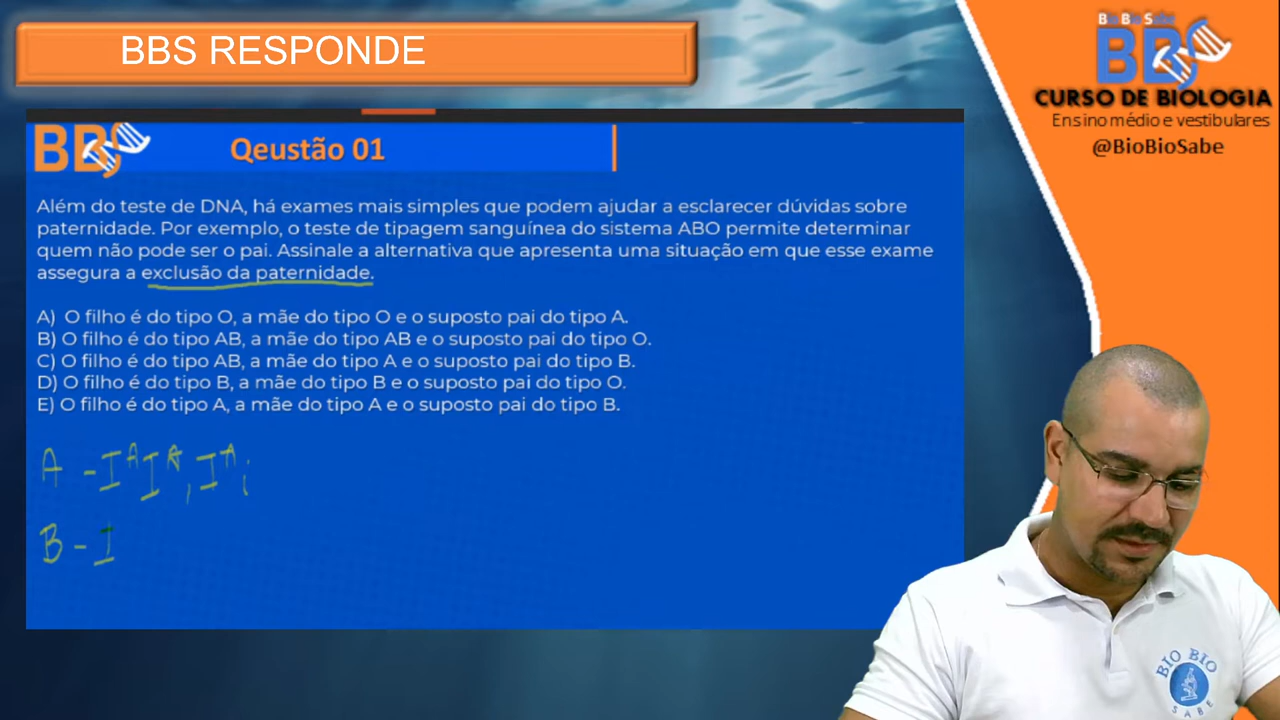 BBS RESPONDE
Bio Bio Sabe
BBS
CURSO DE BIOLOGIA
Ensino médio e vestibulares
@BioBioSabe
BBS
Qeustão 01
Além do teste de DNA, há exames mais simples que podem ajudar a esclarecer dúvidas sobre
paternidade. Por exemplo, o teste de tipagem sanguínea do sistema ABO permite determinar
quem não pode ser o pai. Assinale a alternativa que apresenta uma situação em que esse exame
assegura a exclusão da paternidade.
A) O filho é do tipo O, a mãe do tipo O e o suposto pai do tipo A.
B) O filho é do tipo AB, a mãe do tipo AB e o suposto pai do tipo O.
C) O filho é do tipo AB, a mãe do tipo A e o suposto pai do tipo B.
D) O filho é do tipo B, a mãe do tipo B e o suposto pai do tipo O.
E) O filho é do tipo A, a mãe do tipo A e o suposto pai do tipo B.
A - I^A I^A, I^A i
B - I
BIO BIO
SABE